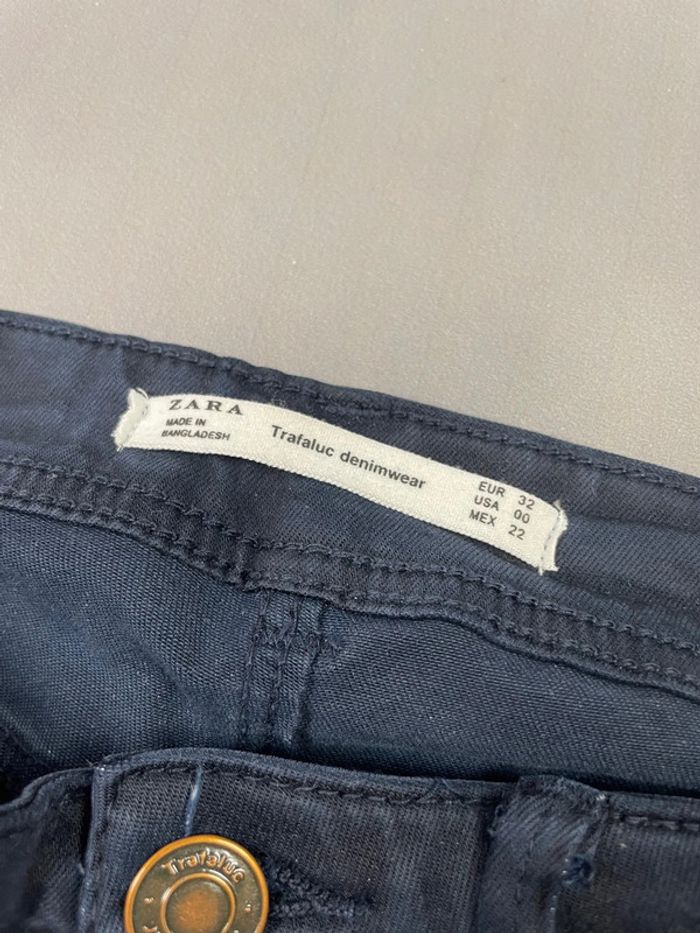 ZARA
MADE IN
BANGLADESH
Trafaluc denimwear
EUR 32
USA 00
MEX 22
Trafaluc